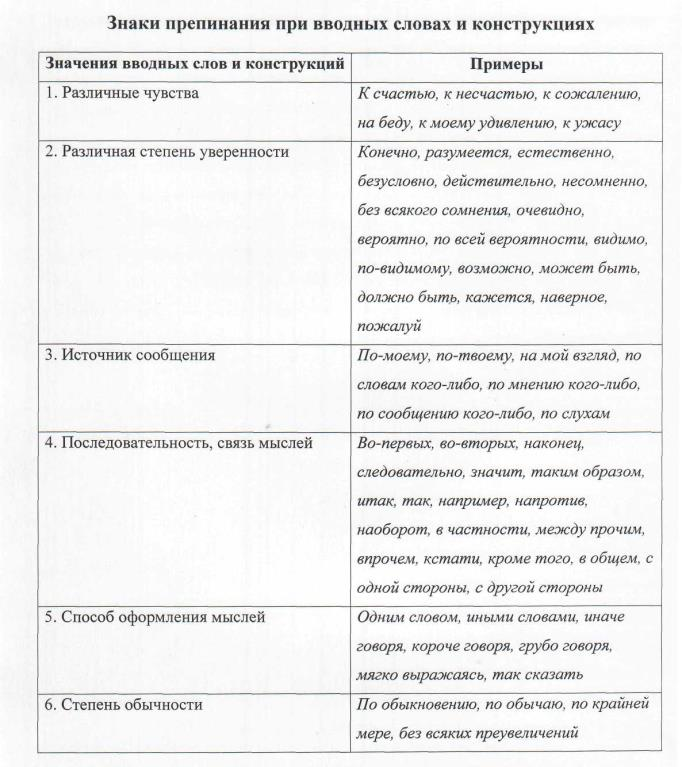 Знаки препинания при вводных словах и конструкциях
Значения вводных слов и конструкций
Примеры
1. Различные чувства
К счастью, к несчастью, к сожалению,
на беду, к моему удивлению, к ужасу
2. Различная степень уверенности
Конечно, разумеется, естественно,
безусловно, действительно, несомненно,
без всякого сомнения, очевидно,
вероятно, по всей вероятности, видимо,
по-видимому, возможно, может быть,
должно быть, кажется, наверное,
пожалуй
3. Источник сообщения
По-моему, по-твоему, на мой взгляд, по
словам кого-либо, по мнению кого-либо,
по сообщению кого-либо, по слухам
4. Последовательность, связь мыслей
Во-первых, во-вторых, наконец,
следовательно, значит, таким образом,
итак, так, например, напротив,
наоборот, в частности, между прочим,
впрочем, кстати, кроме того, в общем, с
одной стороны, с другой стороны
5. Способ оформления мыслей
Одним словом, иными словами, иначе
говоря, короче говоря, грубо говоря,
мягко выражаясь, так сказать
6. Степень обычности
По обыкновению, по обычаю, по крайней
мере, без всяких преувеличений